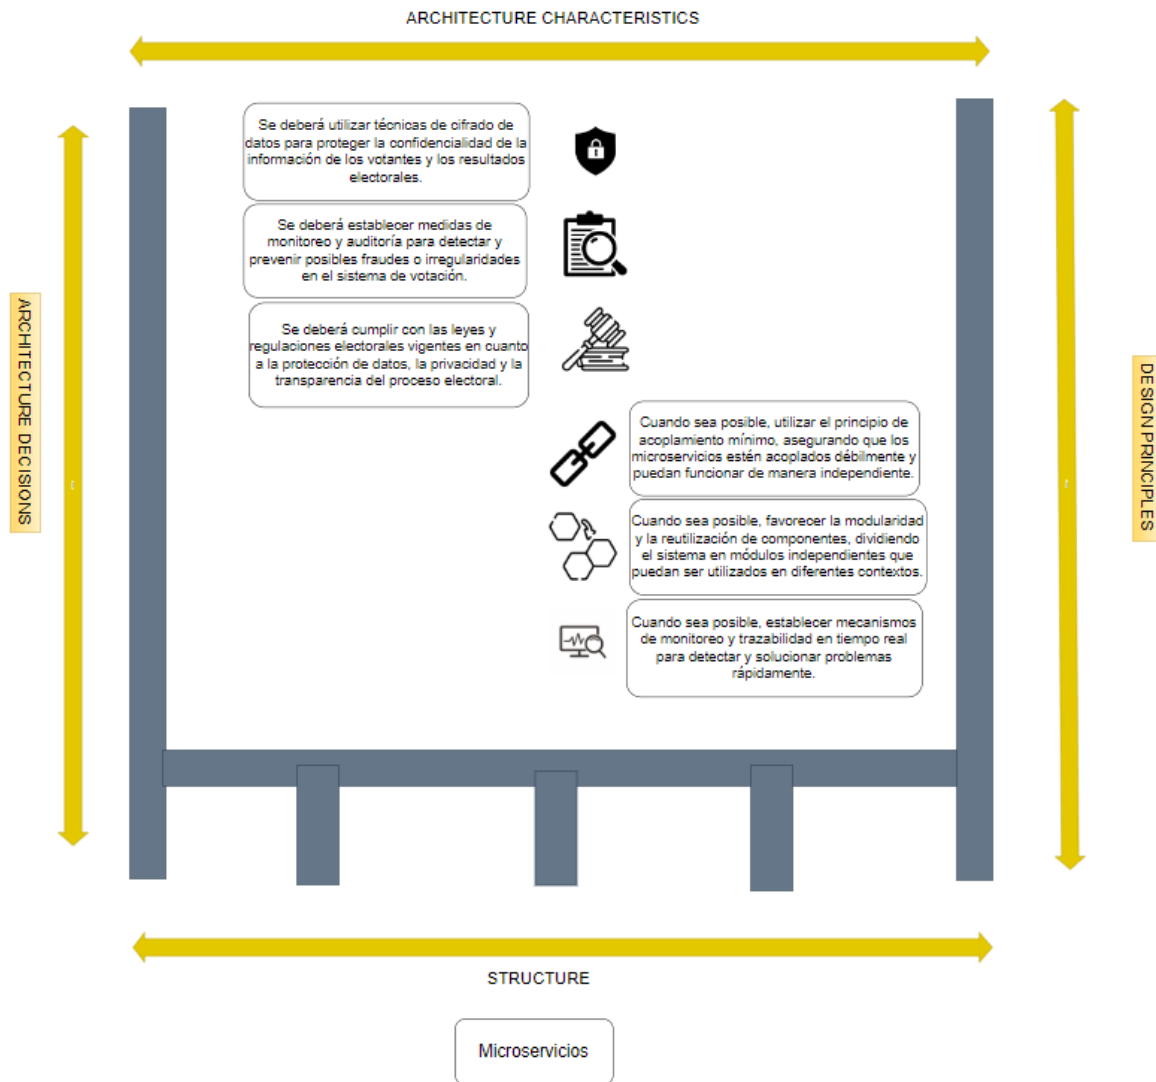 ARCHITECTURE CHARACTERISTICS
Se deberá utilizar técnicas de cifrado de
datos para proteger la confidencialidad de la
información de los votantes y los resultados
electorales.
Se deberá establecer medidas de
monitoreo y auditoría para detectar y
prevenir posibles fraudes o irregularidades
en el sistema de votación.
Se deberá cumplir con las leyes y
regulaciones electorales vigentes en cuanto
a la protección de datos, la privacidad y la
transparencia del proceso electoral.
ARCHITECTURE DECISIONS
DESIGN PRINCIPLES
Cuando sea posible, utilizar el principio de
acoplamiento mínimo, asegurando que los
microservicios estén acoplados débilmente y
puedan funcionar de manera independiente.
Cuando sea posible, favorecer la modularidad
y la reutilización de componentes, dividiendo
el sistema en módulos independientes que
puedan ser utilizados en diferentes contextos.
Cuando sea posible, establecer mecanismos
de monitoreo y trazabilidad en tiempo real
para detectar y solucionar problemas
rápidamente.
STRUCTURE
Microservicios